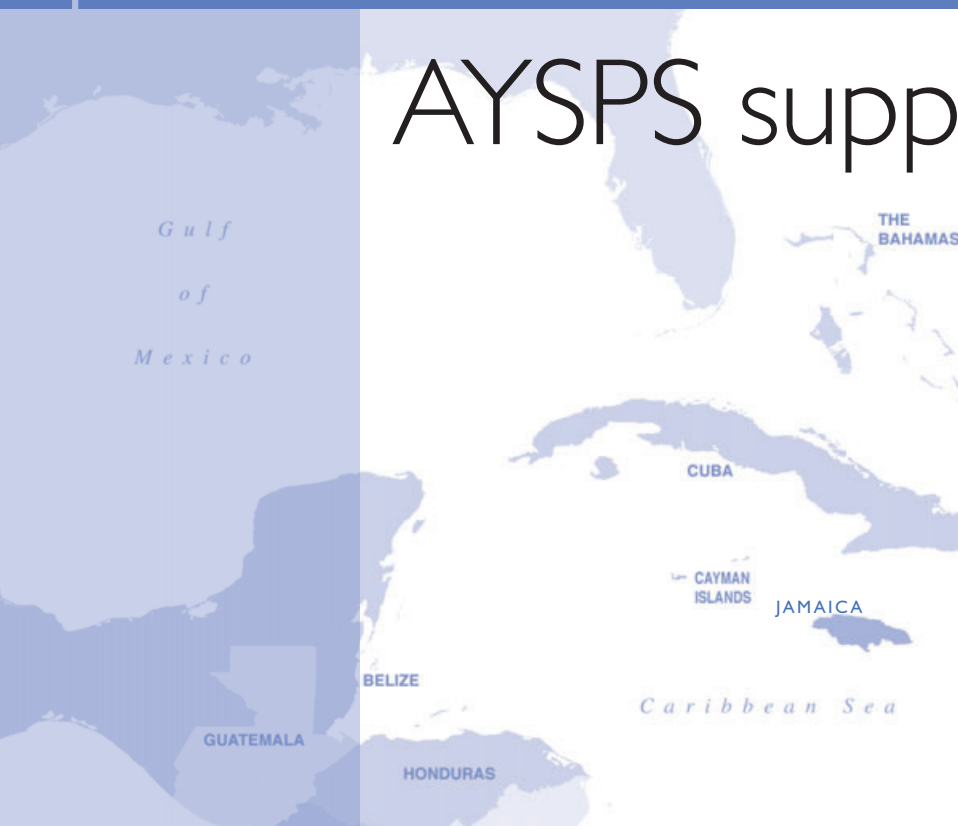 AYSPS supp
Gulf
of
Mexico
THE
BAHAMAS
CUBA
CAYMAN
ISLANDS
JAMAICA
BELIZE
Caribbean Sea
GUATEMALA
HONDURAS